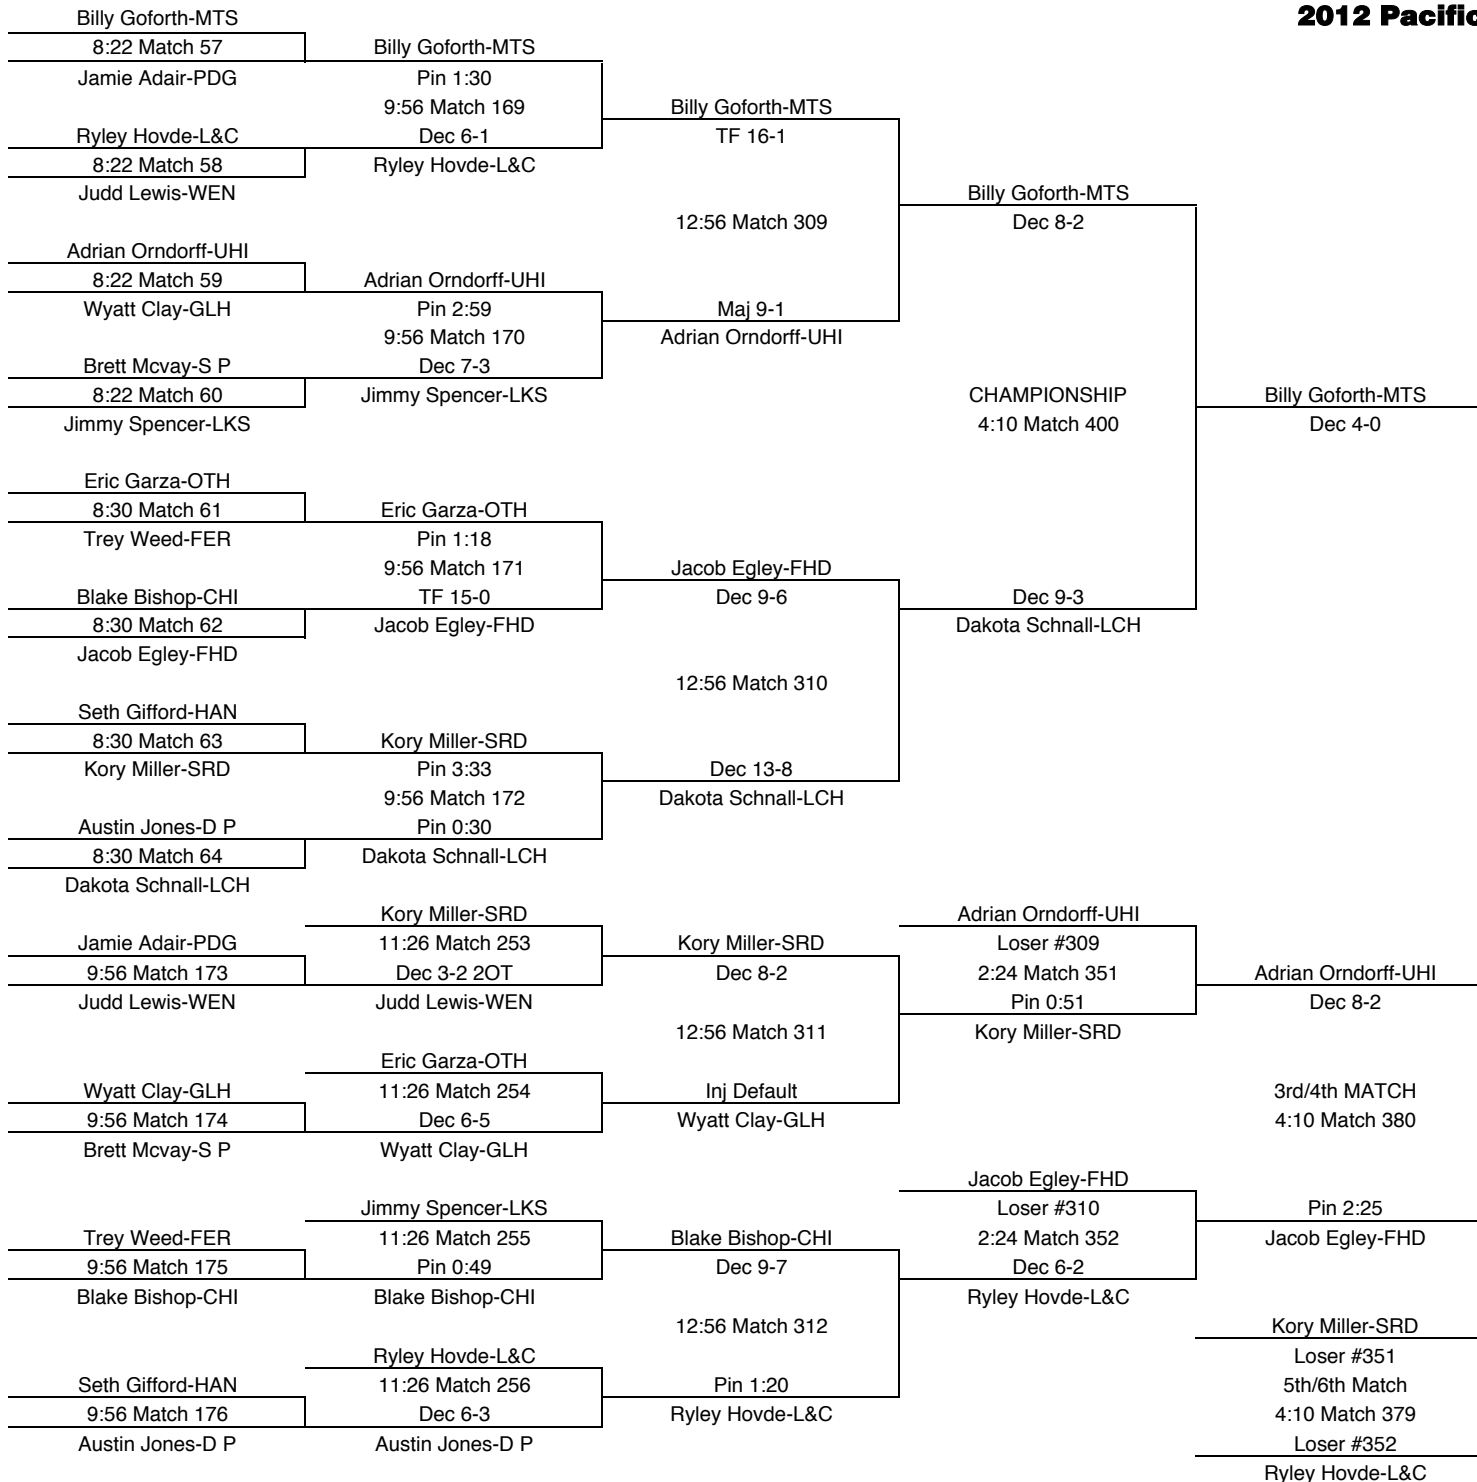 2012 Pacific
Billy Goforth-MTS
8:22 Match 57
Jamie Adair-PDG
Ryley Hovde-L&C
8:22 Match 58
Judd Lewis-WEN
Adrian Orndorff-UHI
8:22 Match 59
Wyatt Clay-GLH
Brett Mcvay-S P
8:22 Match 60
Jimmy Spencer-LKS
Eric Garza-OTH
8:30 Match 61
Trey Weed-FER
Blake Bishop-CHI
8:30 Match 62
Jacob Egley-FHD
Seth Gifford-HAN
8:30 Match 63
Kory Miller-SRD
Austin Jones-D P
8:30 Match 64
Dakota Schnall-LCH
Billy Goforth-MTS
Pin 1:30
9:56 Match 169
Dec 6-1
Ryley Hovde-L&C
Adrian Orndorff-UHI
Pin 2:59
9:56 Match 170
Dec 7-3
Jimmy Spencer-LKS
Eric Garza-OTH
Pin 1:18
9:56 Match 171
TF 15-0
Jacob Egley-FHD
Kory Miller-SRD
Pin 3:33
9:56 Match 172
Pin 0:30
Dakota Schnall-LCH
Billy Goforth-MTS
TF 16-1
12:56 Match 309
Maj 9-1
Adrian Orndorff-UHI
Jacob Egley-FHD
Dec 9-6
12:56 Match 310
Dec 13-8
Dakota Schnall-LCH
Billy Goforth-MTS
Dec 8-2
CHAMPIONSHIP
4:10 Match 400
Dec 9-3
Dakota Schnall-LCH
Billy Goforth-MTS
Dec 4-0
Jamie Adair-PDG
9:56 Match 173
Judd Lewis-WEN
Wyatt Clay-GLH
9:56 Match 174
Brett Mcvay-S P
Trey Weed-FER
9:56 Match 175
Blake Bishop-CHI
Seth Gifford-HAN
9:56 Match 176
Austin Jones-D P
Kory Miller-SRD
11:26 Match 253
Dec 3-2 2OT
Judd Lewis-WEN
Eric Garza-OTH
11:26 Match 254
Dec 6-5
Wyatt Clay-GLH
Jimmy Spencer-LKS
11:26 Match 255
Pin 0:49
Blake Bishop-CHI
Ryley Hovde-L&C
11:26 Match 256
Dec 6-3
Austin Jones-D P
Kory Miller-SRD
Dec 8-2
12:56 Match 311
Inj Default
Wyatt Clay-GLH
Blake Bishop-CHI
Dec 9-7
12:56 Match 312
Pin 1:20
Ryley Hovde-L&C
Adrian Orndorff-UHI
Loser #309
2:24 Match 351
Pin 0:51
Kory Miller-SRD
Jacob Egley-FHD
Loser #310
2:24 Match 352
Dec 6-2
Ryley Hovde-L&C
Adrian Orndorff-UHI
Dec 8-2
3rd/4th MATCH
4:10 Match 380
Pin 2:25
Jacob Egley-FHD
Kory Miller-SRD
Loser #351
5th/6th Match
4:10 Match 379
Loser #352
Ryley Hovde-L&C